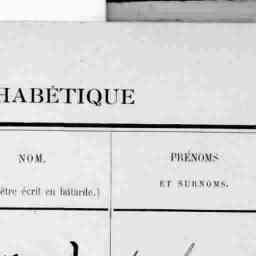 HABÉTIQUE
NOM.
être écrit en bâtarde.)
PRÉNOMS
ET SURNOMS.